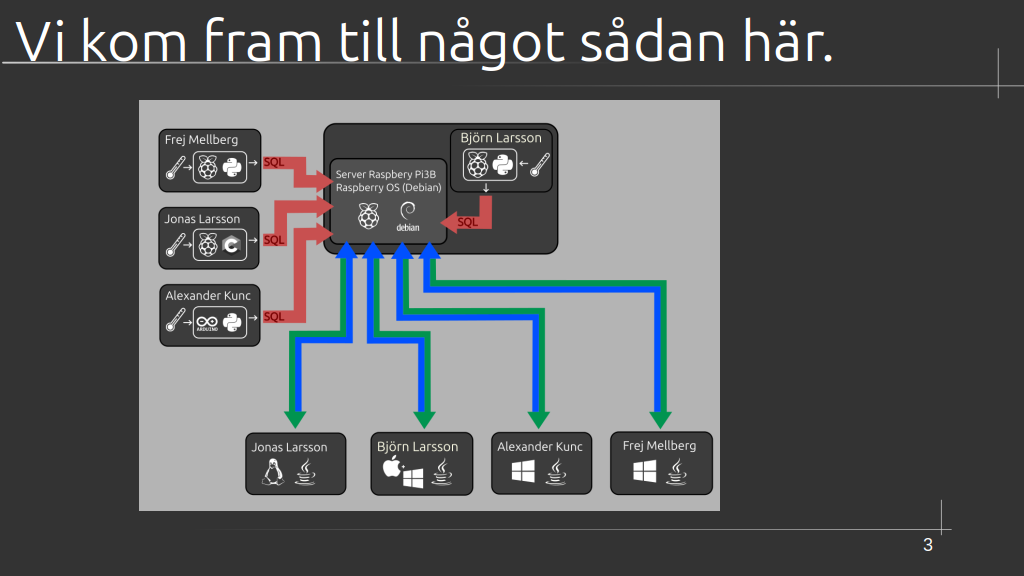 Vi kom fram till något sådan här.
Frej Mellberg
SQL
Jonas Larsson
SQL
Alexander Kunc
ARDUINO
SQL
Server Raspbery Pi3B
Raspberry OS (Debian)
debian
Björn Larsson
SQL
Jonas Larsson
Björn Larsson
Alexander Kunc
Frej Mellberg
3